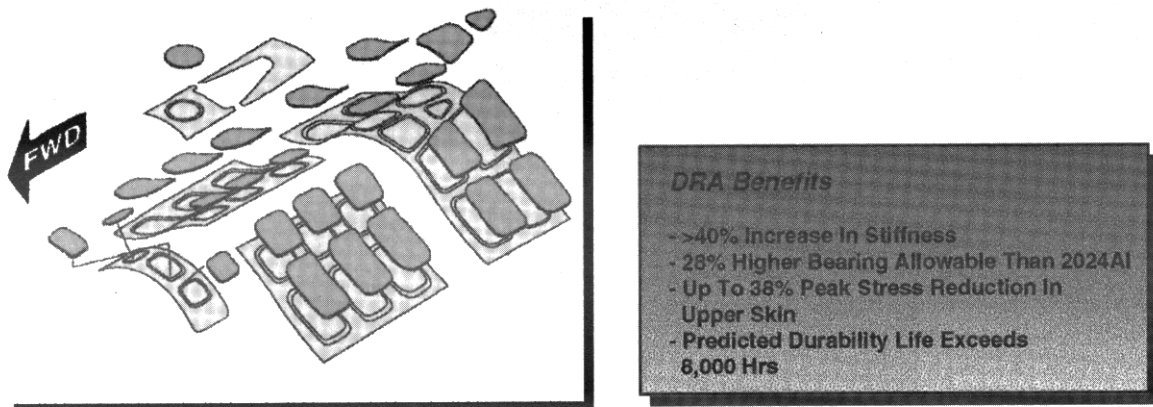 FWD
DRA Benefits
- >40% Increase In Stiffness
- 28% Higher Bearing Allowable Than 2024Al
- Up To 38% Peak Stress Reduction In
Upper Skin
- Predicted Durability Life Exceeds
8,000 Hrs